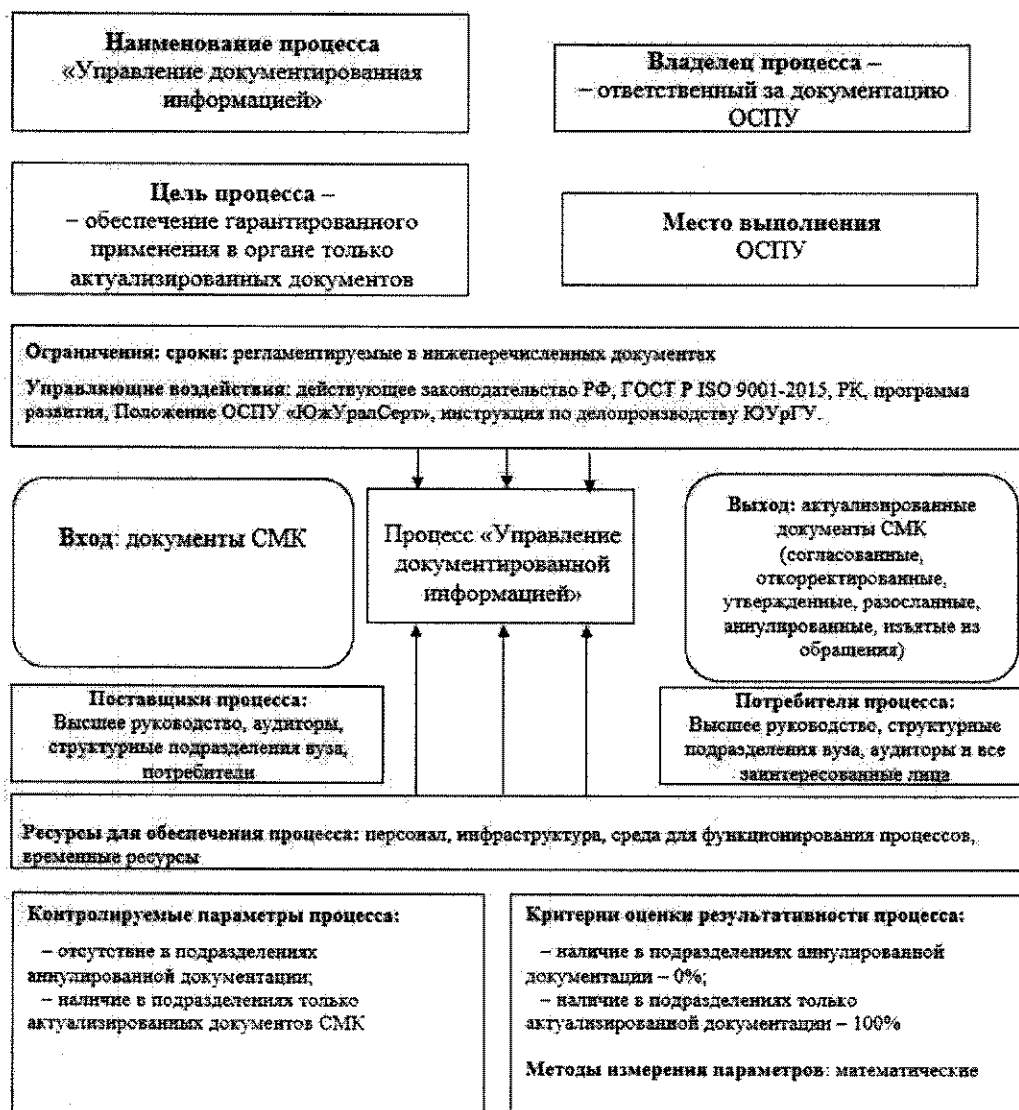 Наименование процесса
«Управление документированная
информацией»
Владелец процесса –
– ответственный за документацию
ОСПУ
Цель процесса –
– обеспечение гарантированного
применения в органе только
актуализированных документов
Место выполнения
ОСПУ
Ограничения: сроки: регламентируемые в нижеперечисленных документах
Управляющие воздействия: действующее законодательство РФ, ГОСТ Р ISO 9001-2015, РК, программа
развития, Положение ОСПУ «ЮжУралСерт», инструкция по делопроизводству ЮУрГУ.
Вход: документы СМК
Процесс «Управление
документированной
информацией»
Выход: актуализированные
документы СМК
(согласованные,
откорректированные,
утвержденные, разосланные,
аннулированные, изъятые из
обращения)
Поставщики процесса:
Высшее руководство, аудиторы,
структурные подразделения вуза,
потребители
Потребители процесса:
Высшее руководство, структурные
подразделения вуза, аудиторы и все
заинтересованные лица
Ресурсы для обеспечения процесса: персонал, инфраструктура, среда для функционирования процессов,
временные ресурсы
Контролируемые параметры процесса:
– отсутствие в подразделениях
аннулированной документации;
– наличие в подразделениях только
актуализированных документов СМК
Критерии оценки результативности процесса:
– наличие в подразделениях аннулированной
документации – 0%;
– наличие в подразделениях только
актуализированной документации – 100%
Методы измерения параметров: математические